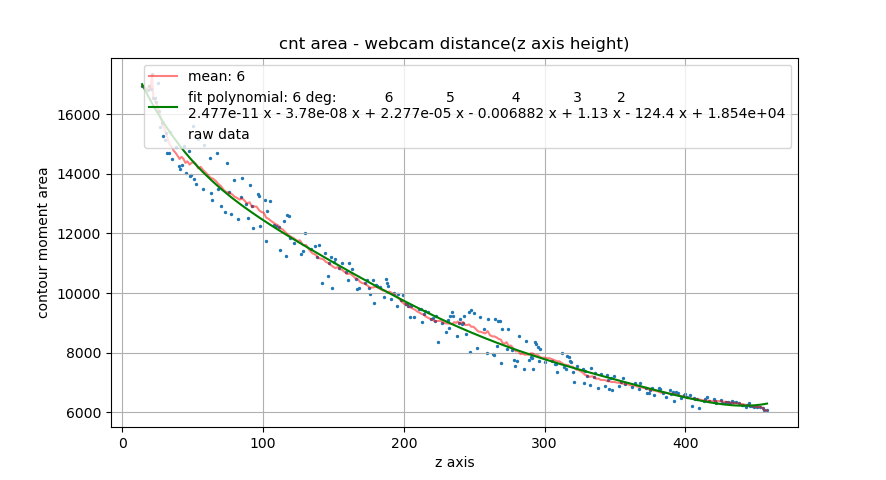 cnt area - webcam distance(z axis height)
mean: 6
fit polynomial: 6 deg: 6 5 4 3 2
2.477e-11 x - 3.78e-08 x + 2.277e-05 x - 0.006882 x + 1.13 x - 124.4 x + 1.854e+04
raw data
contour moment area
16000
14000
12000
10000
8000
6000
0 100 200 300 400
z axis